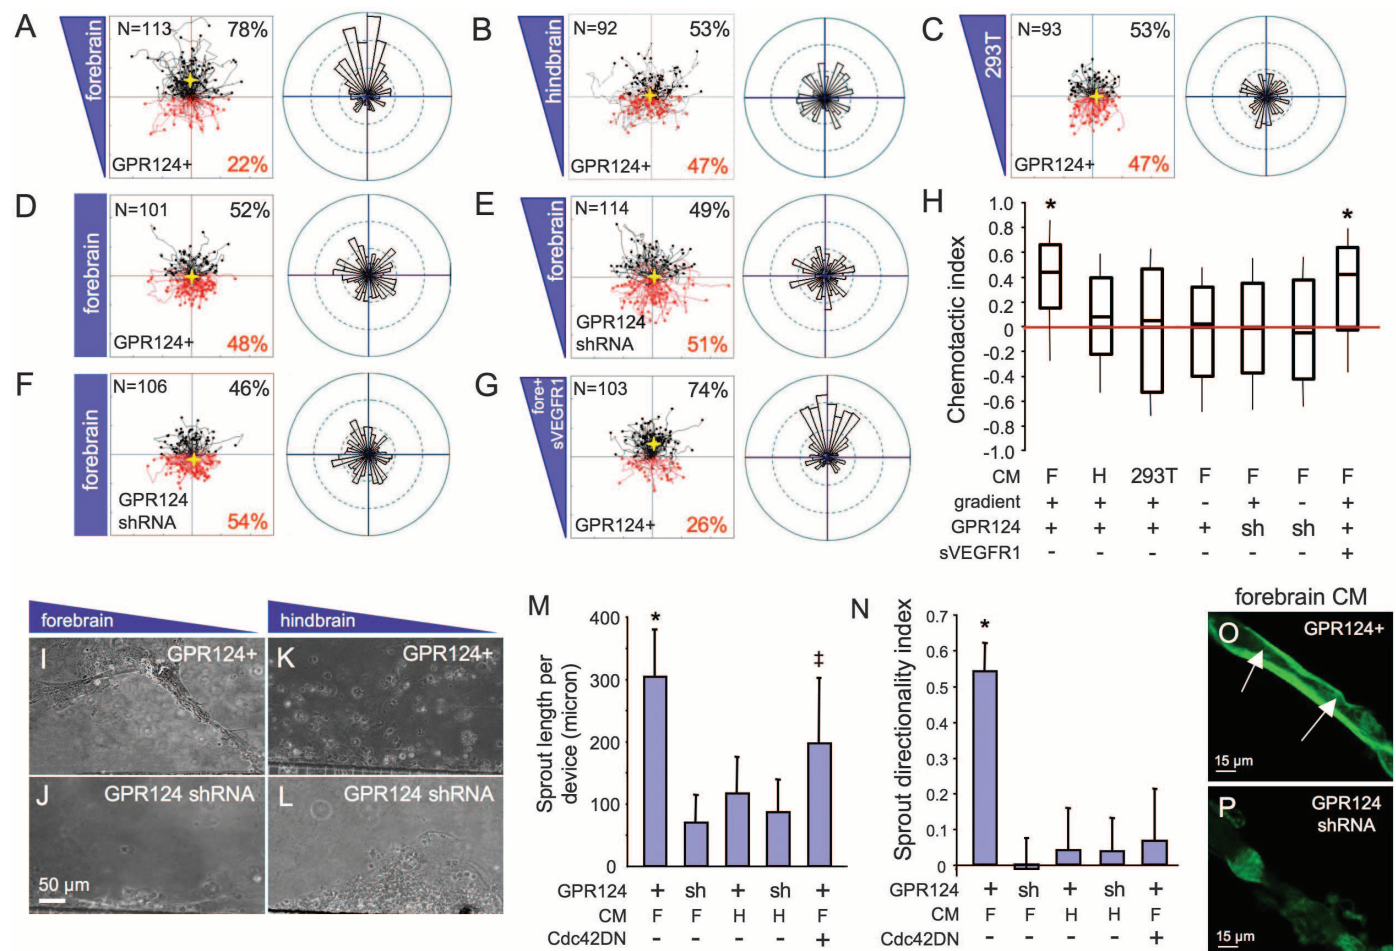 A
forebrain
N=113
78%
GPR124+
22%
B
hindbrain
N=92
53%
GPR124+
47%
C
293T
N=93
53%
GPR124+
47%
D
forebrain
N=101
52%
GPR124+
48%
E
forebrain
N=114
49%
GPR124
shRNA
51%
F
forebrain
N=106
46%
GPR124
shRNA
54%
G
fore+
sVEGFR1
N=103
74%
GPR124+
26%
H
Chemotactic index
1.0
0.8
0.6
0.4
0.2
0
-0.2
-0.4
-0.6
-0.8
-1.0
* *
CM F H 293T F F F F
gradient + + + - + - +
GPR124 + + + + sh sh +
sVEGFR1 - - - - - - +
forebrain
hindbrain
I
GPR124+
K
GPR124+
J
GPR124 shRNA
50 µm
L
GPR124 shRNA
M
Sprout length per
device (micron)
400
300
200
100
0
* ‡
GPR124 + sh + sh +
CM F F H H F
Cdc42DN - - - - +
N
Sprout directionality index
0.7
0.6
0.5
0.4
0.3
0.2
0.1
0
*
GPR124 + sh + sh +
CM F F H H F
Cdc42DN - - - - +
forebrain CM
O
GPR124+
15 µm
P
GPR124
shRNA
15 µm